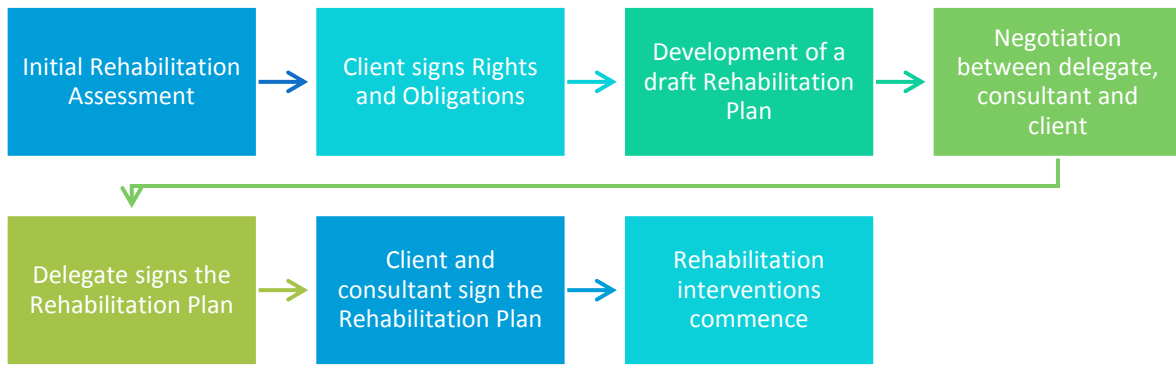 Initial Rehabilitation
Assessment
Client signs Rights
and Obligations
Development of a
draft Rehabilitation
Plan
Negotiation
between delegate,
consultant and
client
Delegate signs the
Rehabilitation Plan
Client and
consultant sign the
Rehabilitation Plan
Rehabilitation
interventions
commence